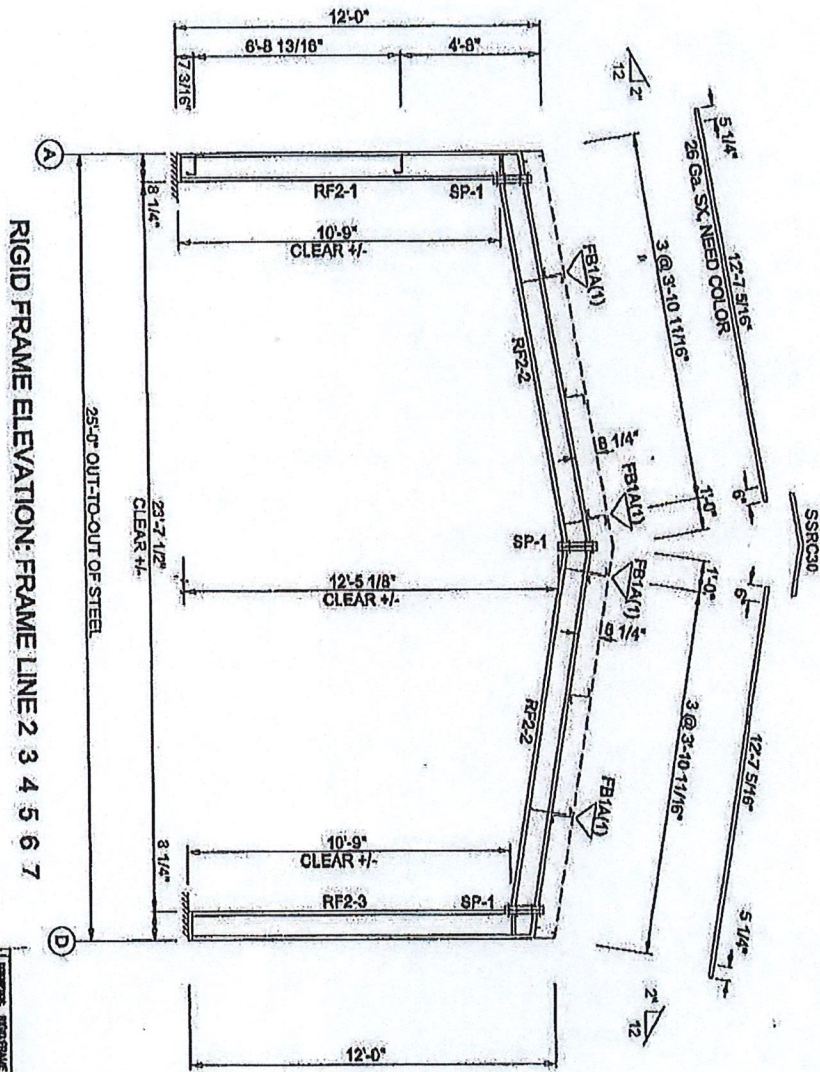 SSRC30
5 1/4"
12'-7 5/16"
6"
26 Ga. SX, NEED COLOR
6"
12'-7 5/16"
5 1/4"
2"
12
3 @ 3'-10 11/16"
1'-0"
1'-0"
3 @ 3'-10 11/16"
2"
12
FB1A(1)
8 1/4"
FB1A(1)
FB1A(1)
8 1/4"
FB1A(1)
12'-0"
4'-8"
6'-8 13/16"
7 3/16"
SP-1
RF2-2
SP-1
RF2-2
SP-1
RF2-1
10'-9"
CLEAR +/-
12'-5 1/8"
CLEAR +/-
10'-9"
CLEAR +/-
RF2-3
12'-0"
8 1/4"
23'-7 1/2"
CLEAR +/-
8 1/4"
25'-0" OUT-TO-OUT OF STEEL
A
D
RIGID FRAME ELEVATION: FRAME LINE 2 3 4 5 6 7